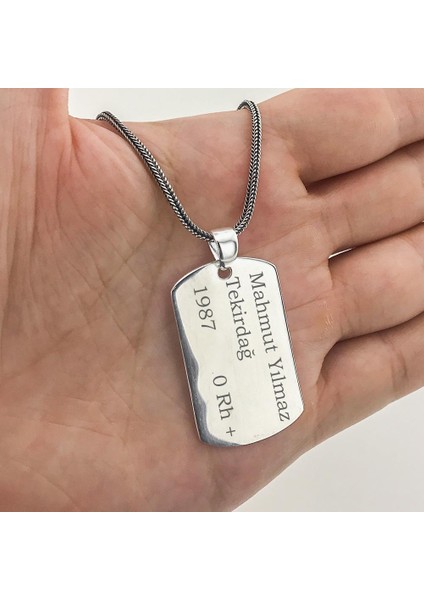 Mahmut Yılmaz
Tekirdağ
1987 0 Rh +